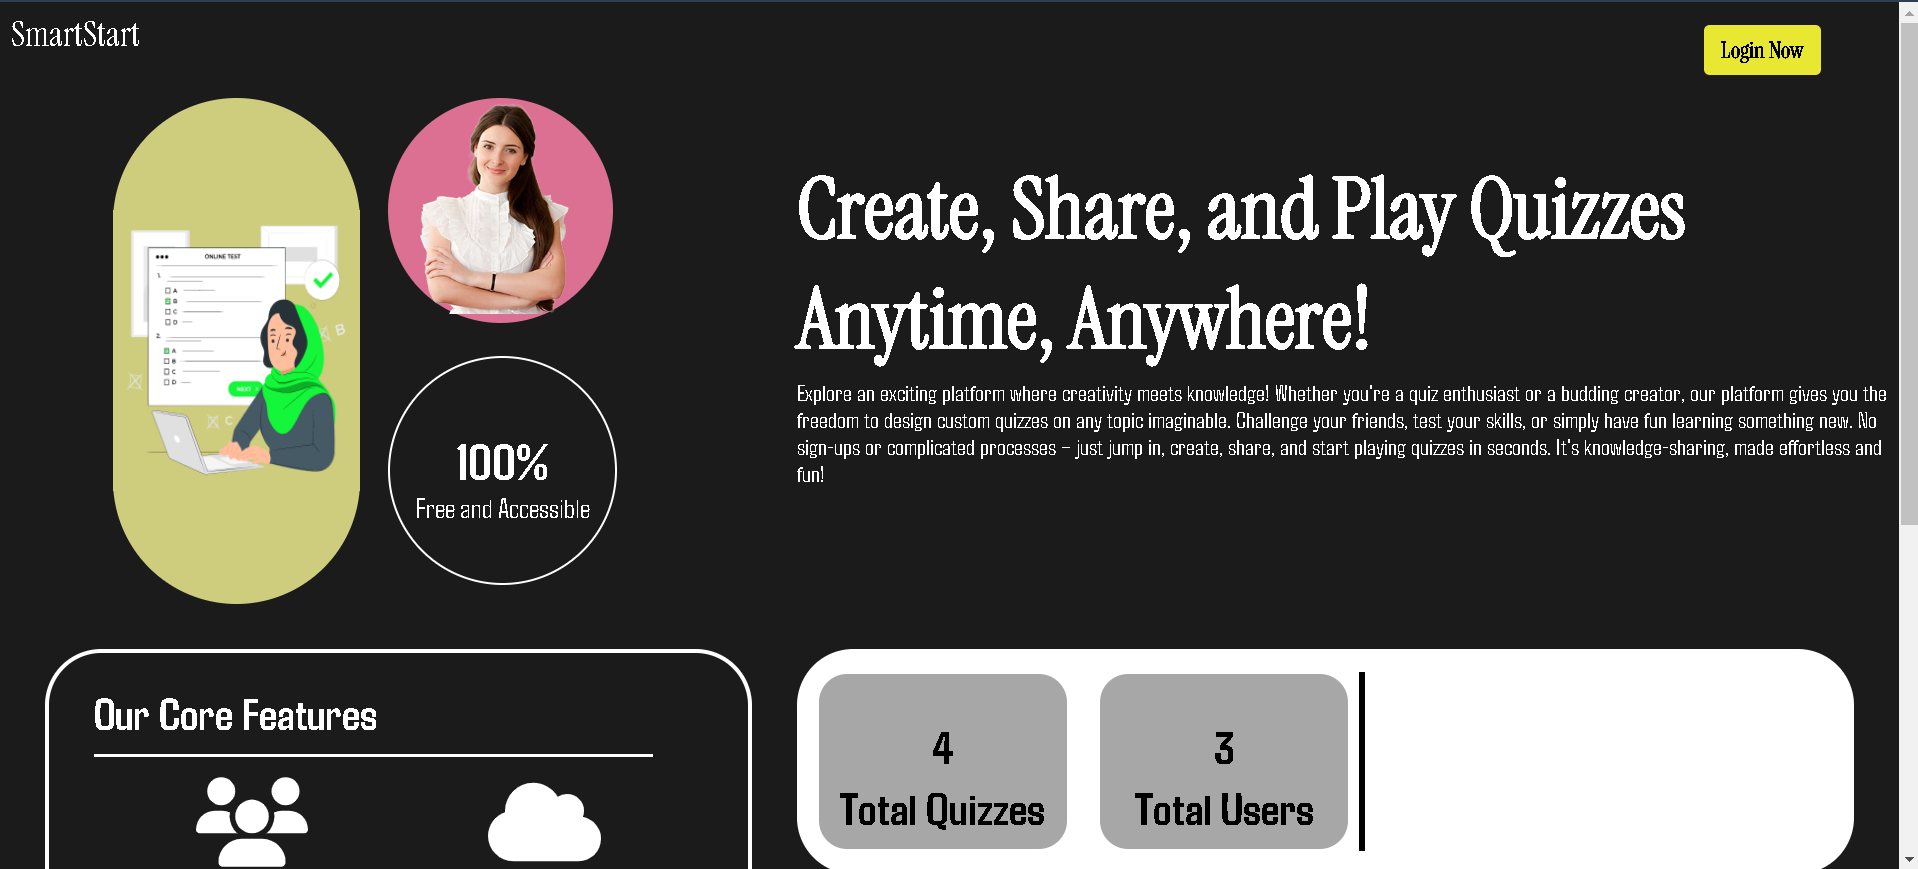 SmartStart
Login Now
ONLINE TEST
1.
A
B
C
D
2.
A
B
C
D
NEXT
B
C
100%
Free and Accessible
Create, Share, and Play Quizzes
Anytime, Anywhere!
Explore an exciting platform where creativity meets knowledge! Whether you're a quiz enthusiast or a budding creator, our platform gives you the
freedom to design custom quizzes on any topic imaginable. Challenge your friends, test your skills, or simply have fun learning something new. No
sign-ups or complicated processes – just jump in, create, share, and start playing quizzes in seconds. It's knowledge-sharing, made effortless and
fun!
Our Core Features
4
Total Quizzes
3
Total Users